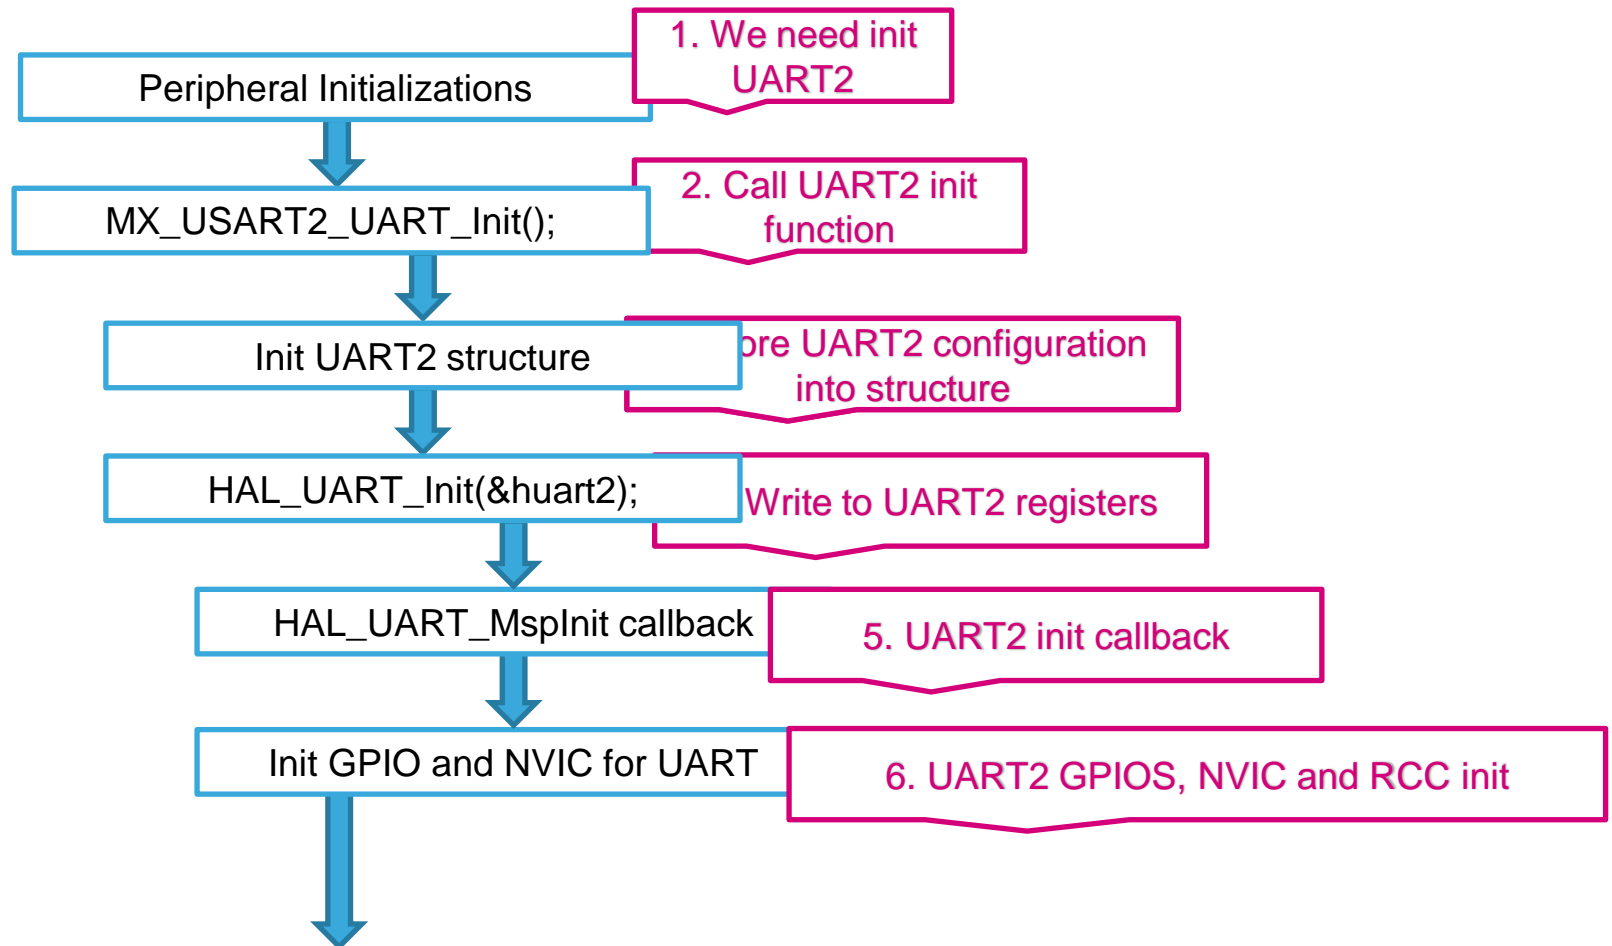 1. We need init
UART2
Peripheral Initializations
2. Call UART2 init
function
MX_USART2_UART_Init();
ore UART2 configuration
into structure
Init UART2 structure
HAL_UART_Init(&huart2);
Write to UART2 registers
HAL_UART_MspInit callback
5. UART2 init callback
Init GPIO and NVIC for UART
6. UART2 GPIOS, NVIC and RCC init